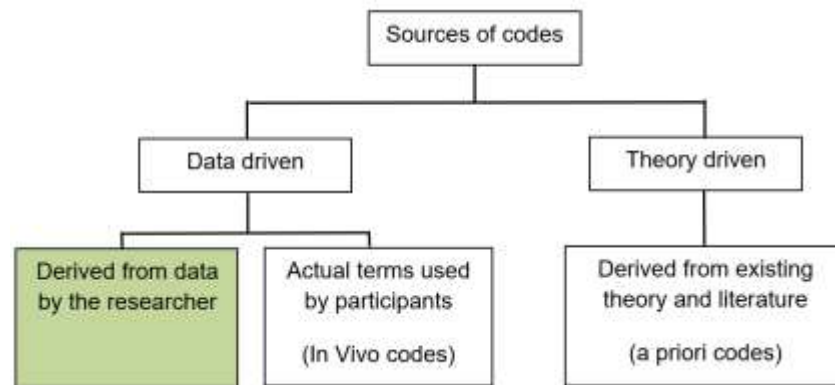 Sources of codes
Data driven
Theory driven
Derived from data
by the researcher
Actual terms used
by participants
(In Vivo codes)
Derived from existing
theory and literature
(a priori codes)